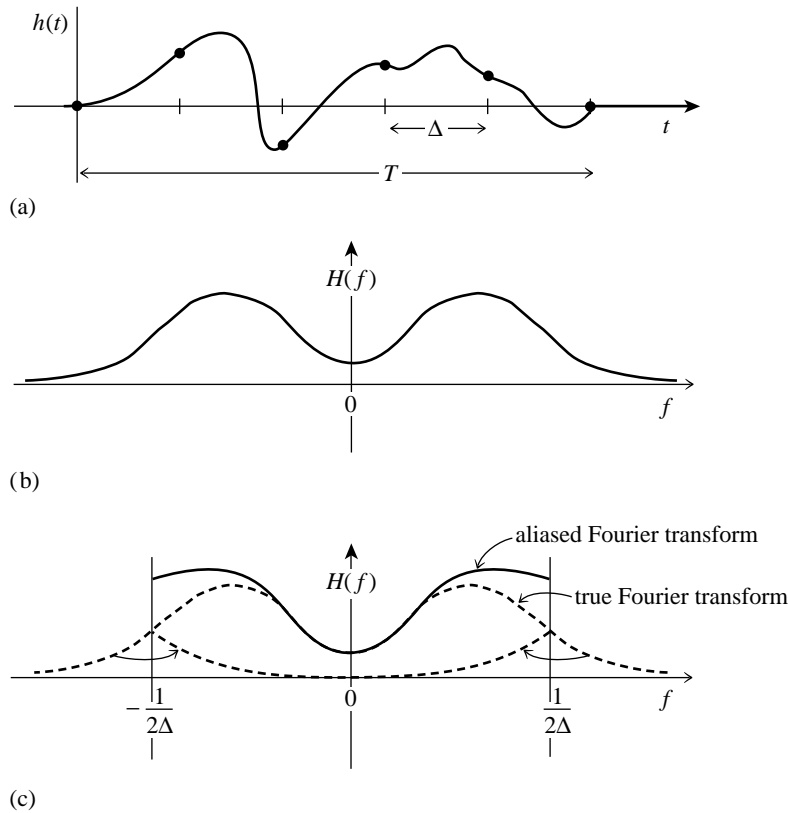 h(t)
Δ
t
T
(a)
H(f)
0
f
(b)
aliased Fourier transform
H(f)
true Fourier transform
− 1/2Δ
0
1/2Δ
f
(c)